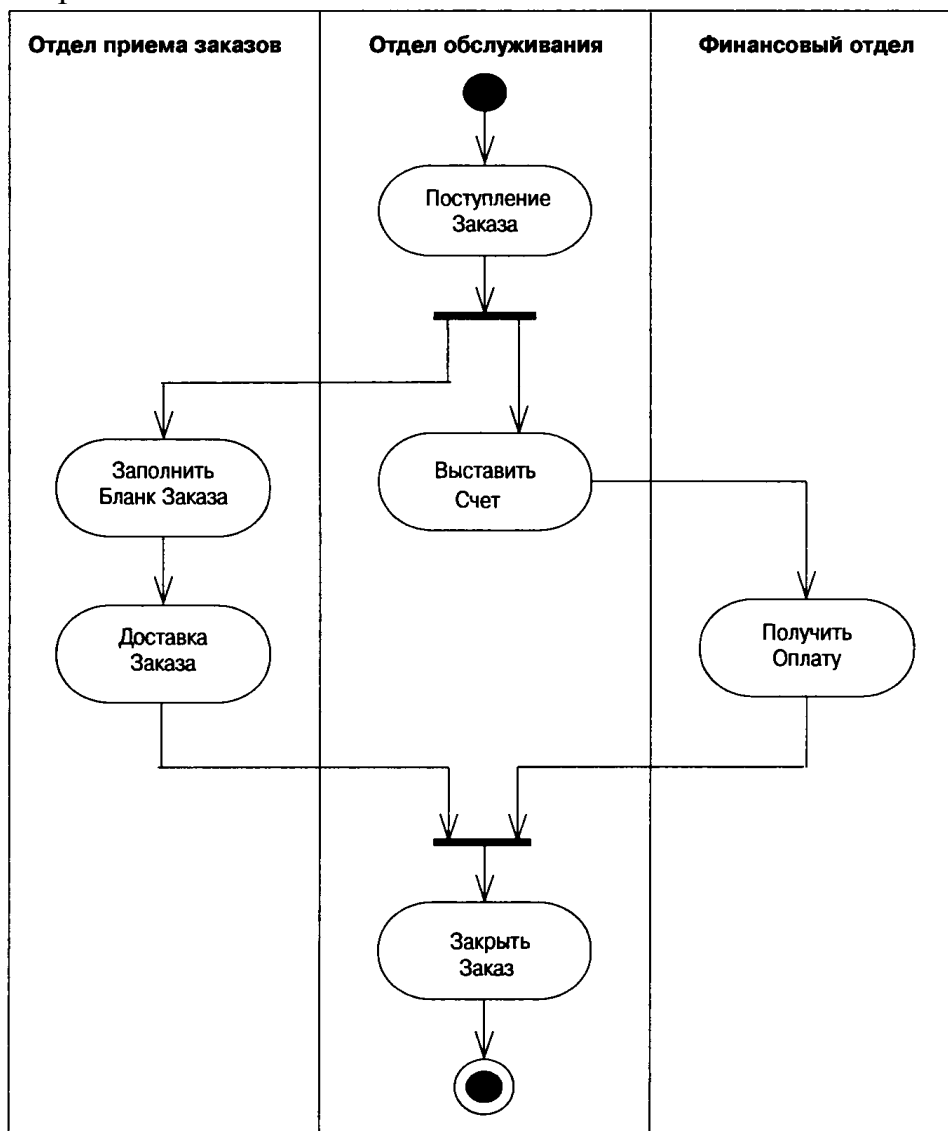 Отдел приема заказов
Отдел обслуживания
Финансовый отдел
Поступление
Заказа
Заполнить
Бланк Заказа
Выставить
Счет
Доставка
Заказа
Получить
Оплату
Закрыть
Заказ